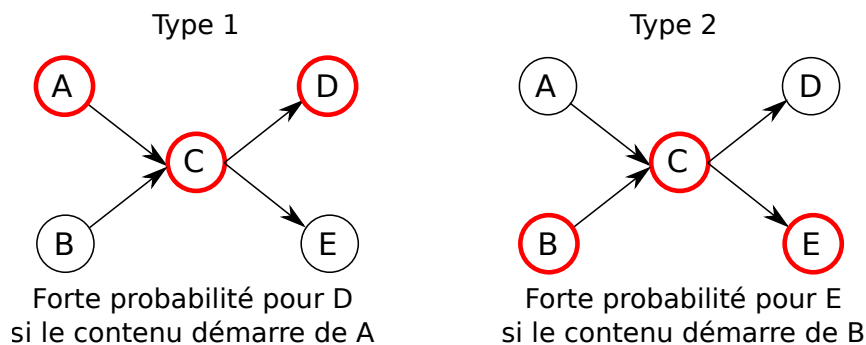 Type 1
A
D
C
B
E
Forte probabilité pour D
si le contenu démarre de A
Type 2
A
D
C
B
E
Forte probabilité pour E
si le contenu démarre de B